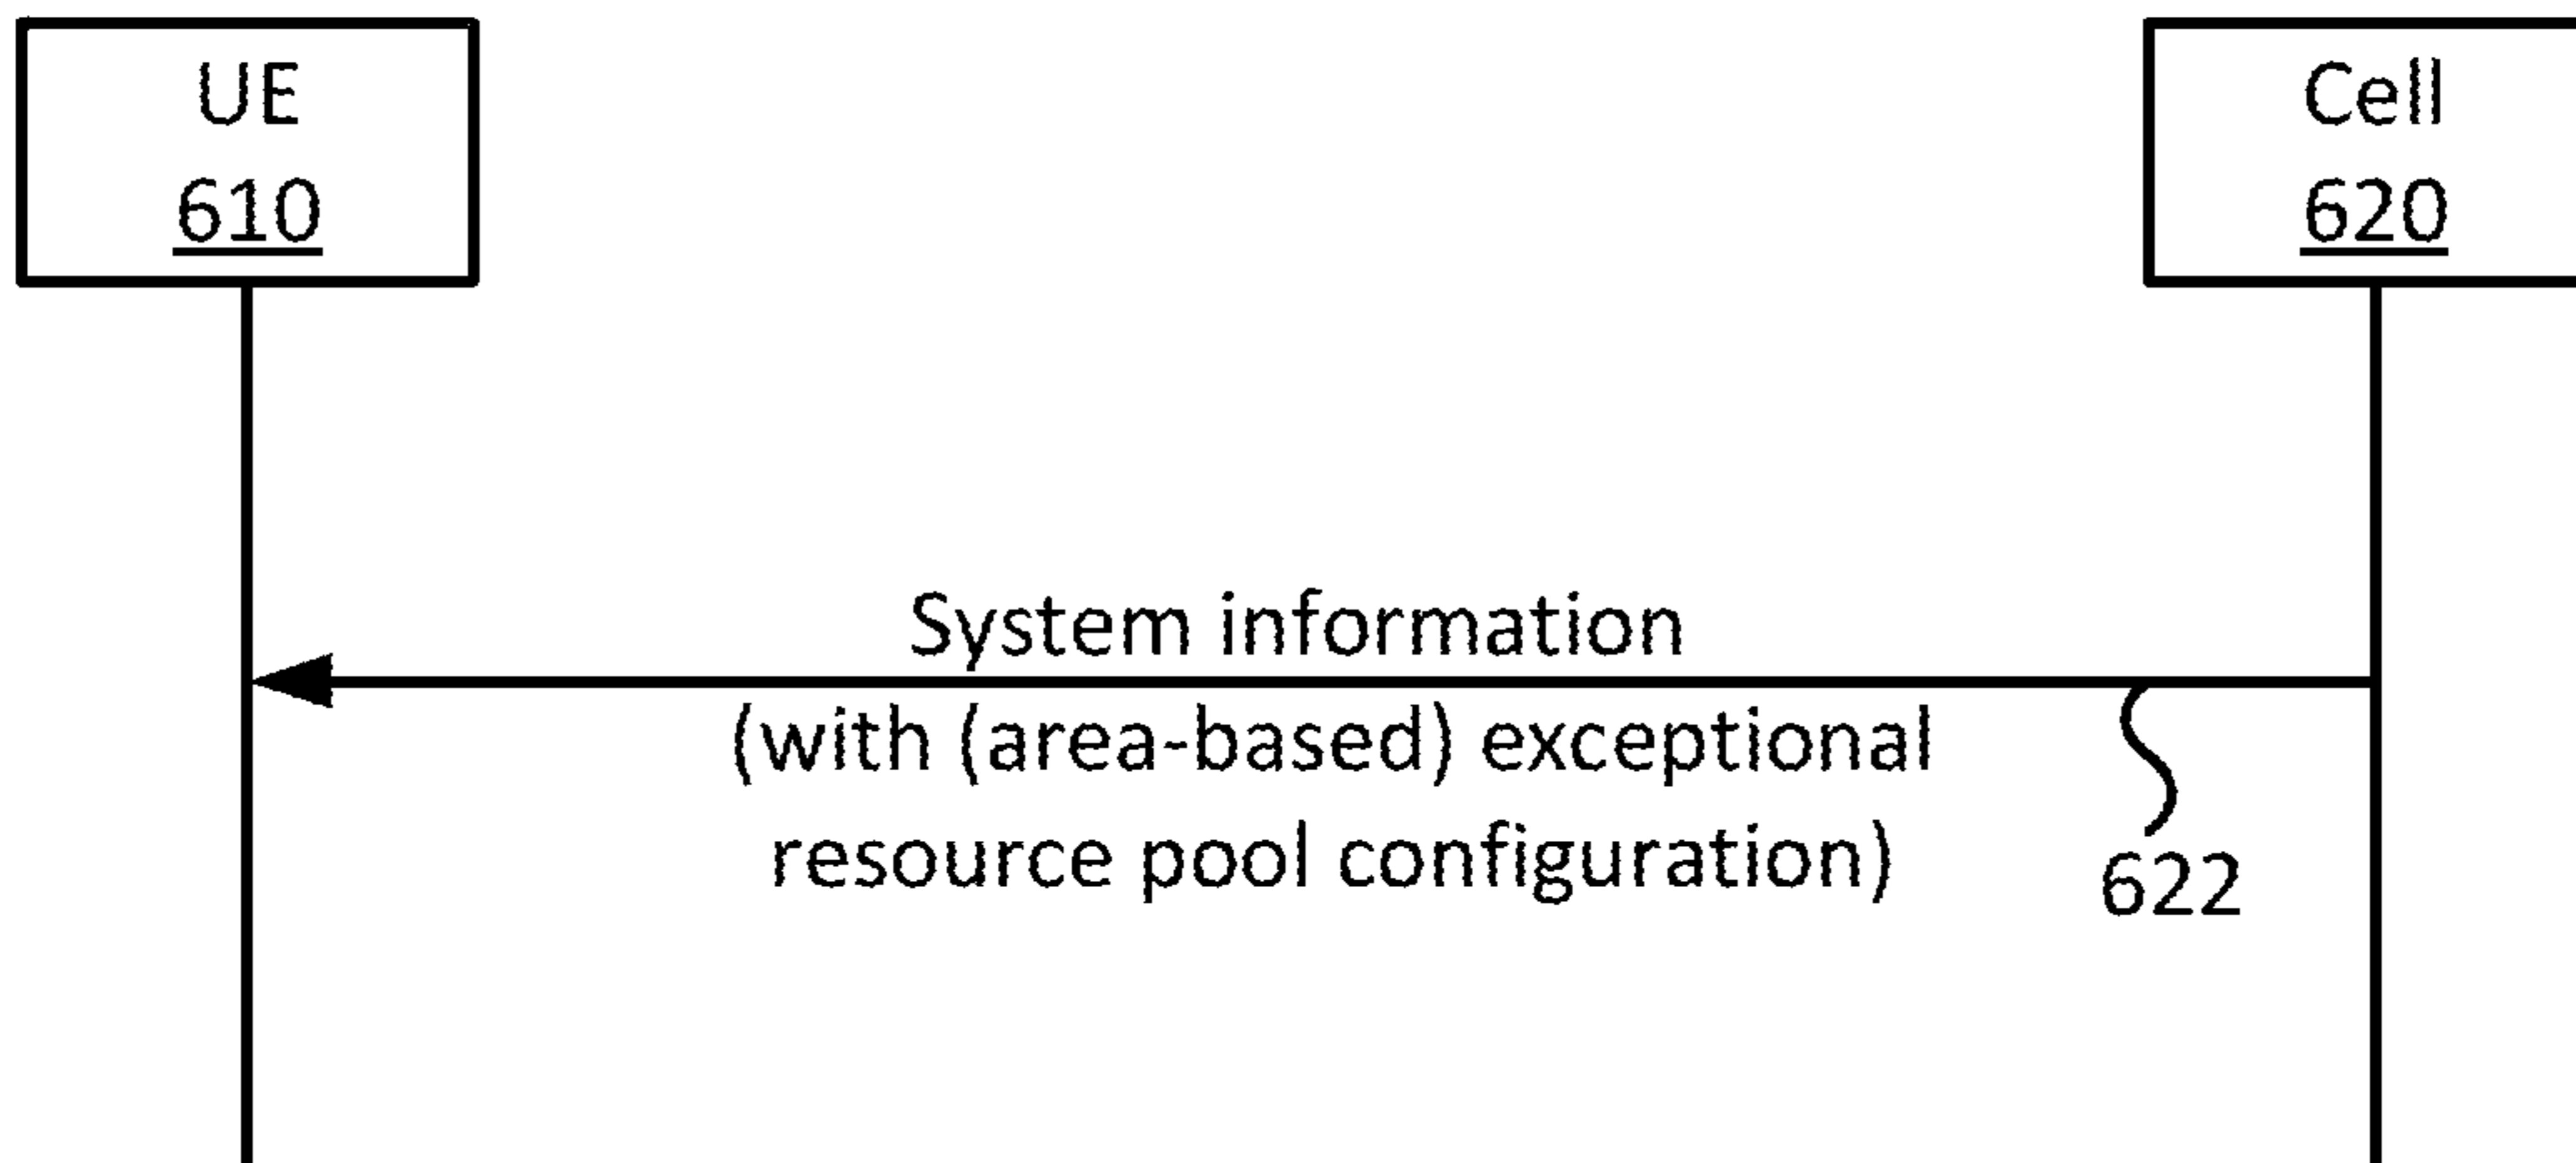 UE
610
Cell
620
System information
(with (area-based) exceptional
resource pool configuration)
622